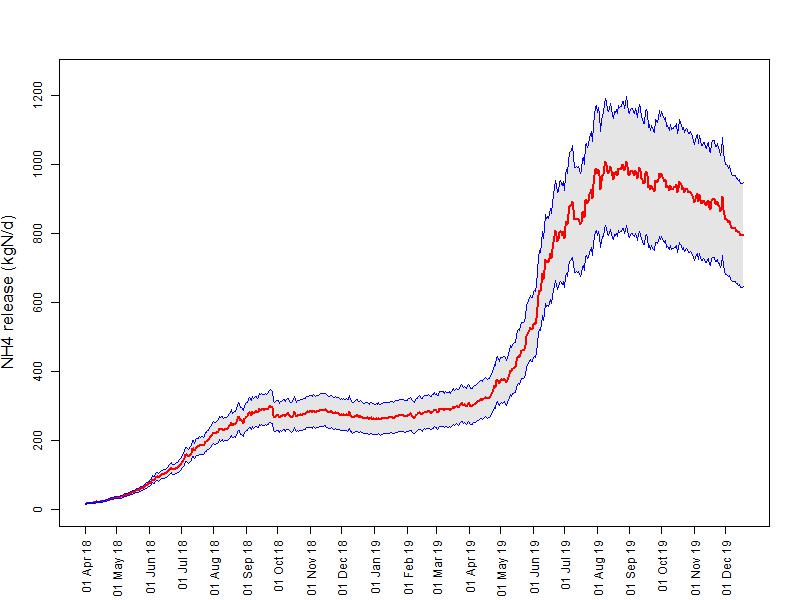 NH4 release (kgN/d)
1200
1000
800
600
400
200
0
01 Apr 18
01 May 18
01 Jun 18
01 Jul 18
01 Aug 18
01 Sep 18
01 Oct 18
01 Nov 18
01 Dec 18
01 Jan 19
01 Feb 19
01 Mar 19
01 Apr 19
01 May 19
01 Jun 19
01 Jul 19
01 Aug 19
01 Sep 19
01 Oct 19
01 Nov 19
01 Dec 19